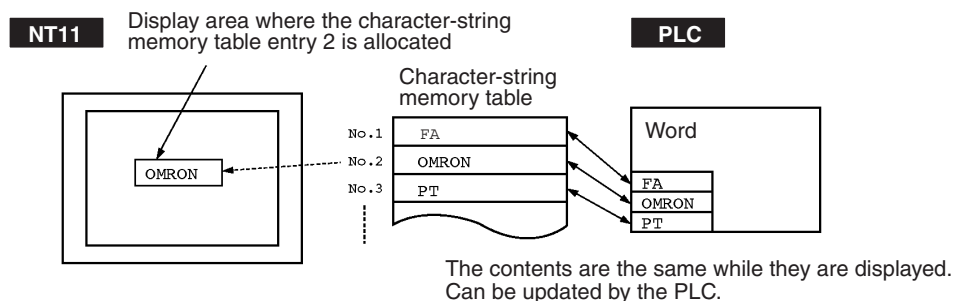 NT11
Display area where the character-string
memory table entry 2 is allocated
PLC
Character-string
memory table
No.1 FA
No.2 OMRON
No.3 PT
OMRON
Word
FA
OMRON
PT
The contents are the same while they are displayed.
Can be updated by the PLC.